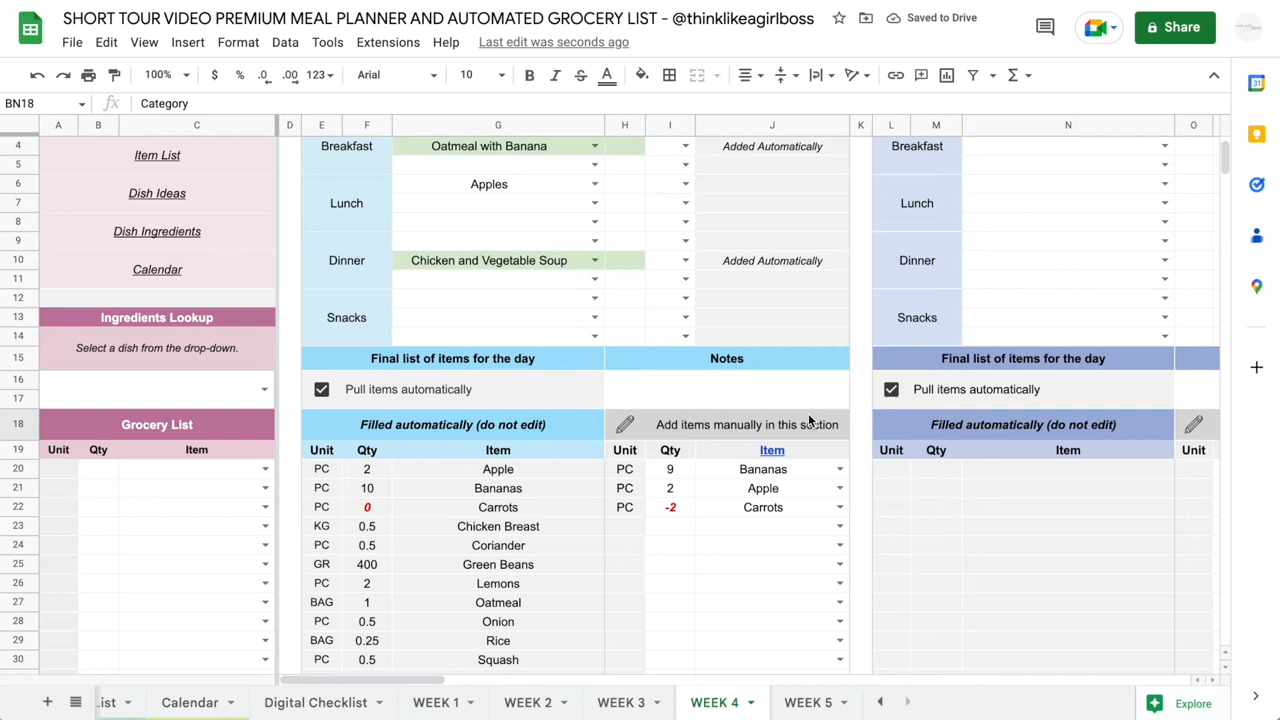 SHORT TOUR VIDEO PREMIUM MEAL PLANNER AND AUTOMATED GROCERY LIST - @thinklikeagirlboss Saved to Drive
Share
File Edit View Insert Format Data Tools Extensions Help Last edit was seconds ago
100% $ % .0 .00 123 Arial 10 B I S A
BN18 fx Category
A B C D E F G H I J K L M N O
4 Breakfast Oatmeal with Banana Added Automatically Breakfast
Item List
5
6 Apples
Dish Ideas
7 Lunch Lunch
8
Dish Ingredients
9
10 Dinner Chicken and Vegetable Soup Added Automatically Dinner
Calendar
11
12
13 Ingredients Lookup Snacks Snacks
14
Select a dish from the drop-down.
15 Final list of items for the day Notes Final list of items for the day
16
Pull items automatically Pull items automatically
17
18 Grocery List Filled automatically (do not edit) Add items manually in this section Filled automatically (do not edit)
19 Unit Qty Item Unit Qty Item Unit Qty Item Unit Qty Item Unit
20 PC 2 Apple PC 9 Bananas
21 PC 10 Bananas PC 2 Apple
22 PC 0 Carrots PC -2 Carrots
23 KG 0.5 Chicken Breast
24 PC 0.5 Coriander
25 GR 400 Green Beans
26 PC 2 Lemons
27 BAG 1 Oatmeal
28 PC 0.5 Onion
29 BAG 0.25 Rice
30 PC 0.5 Squash
List Calendar Digital Checklist WEEK 1 WEEK 2 WEEK 3 WEEK 4 WEEK 5 Explore